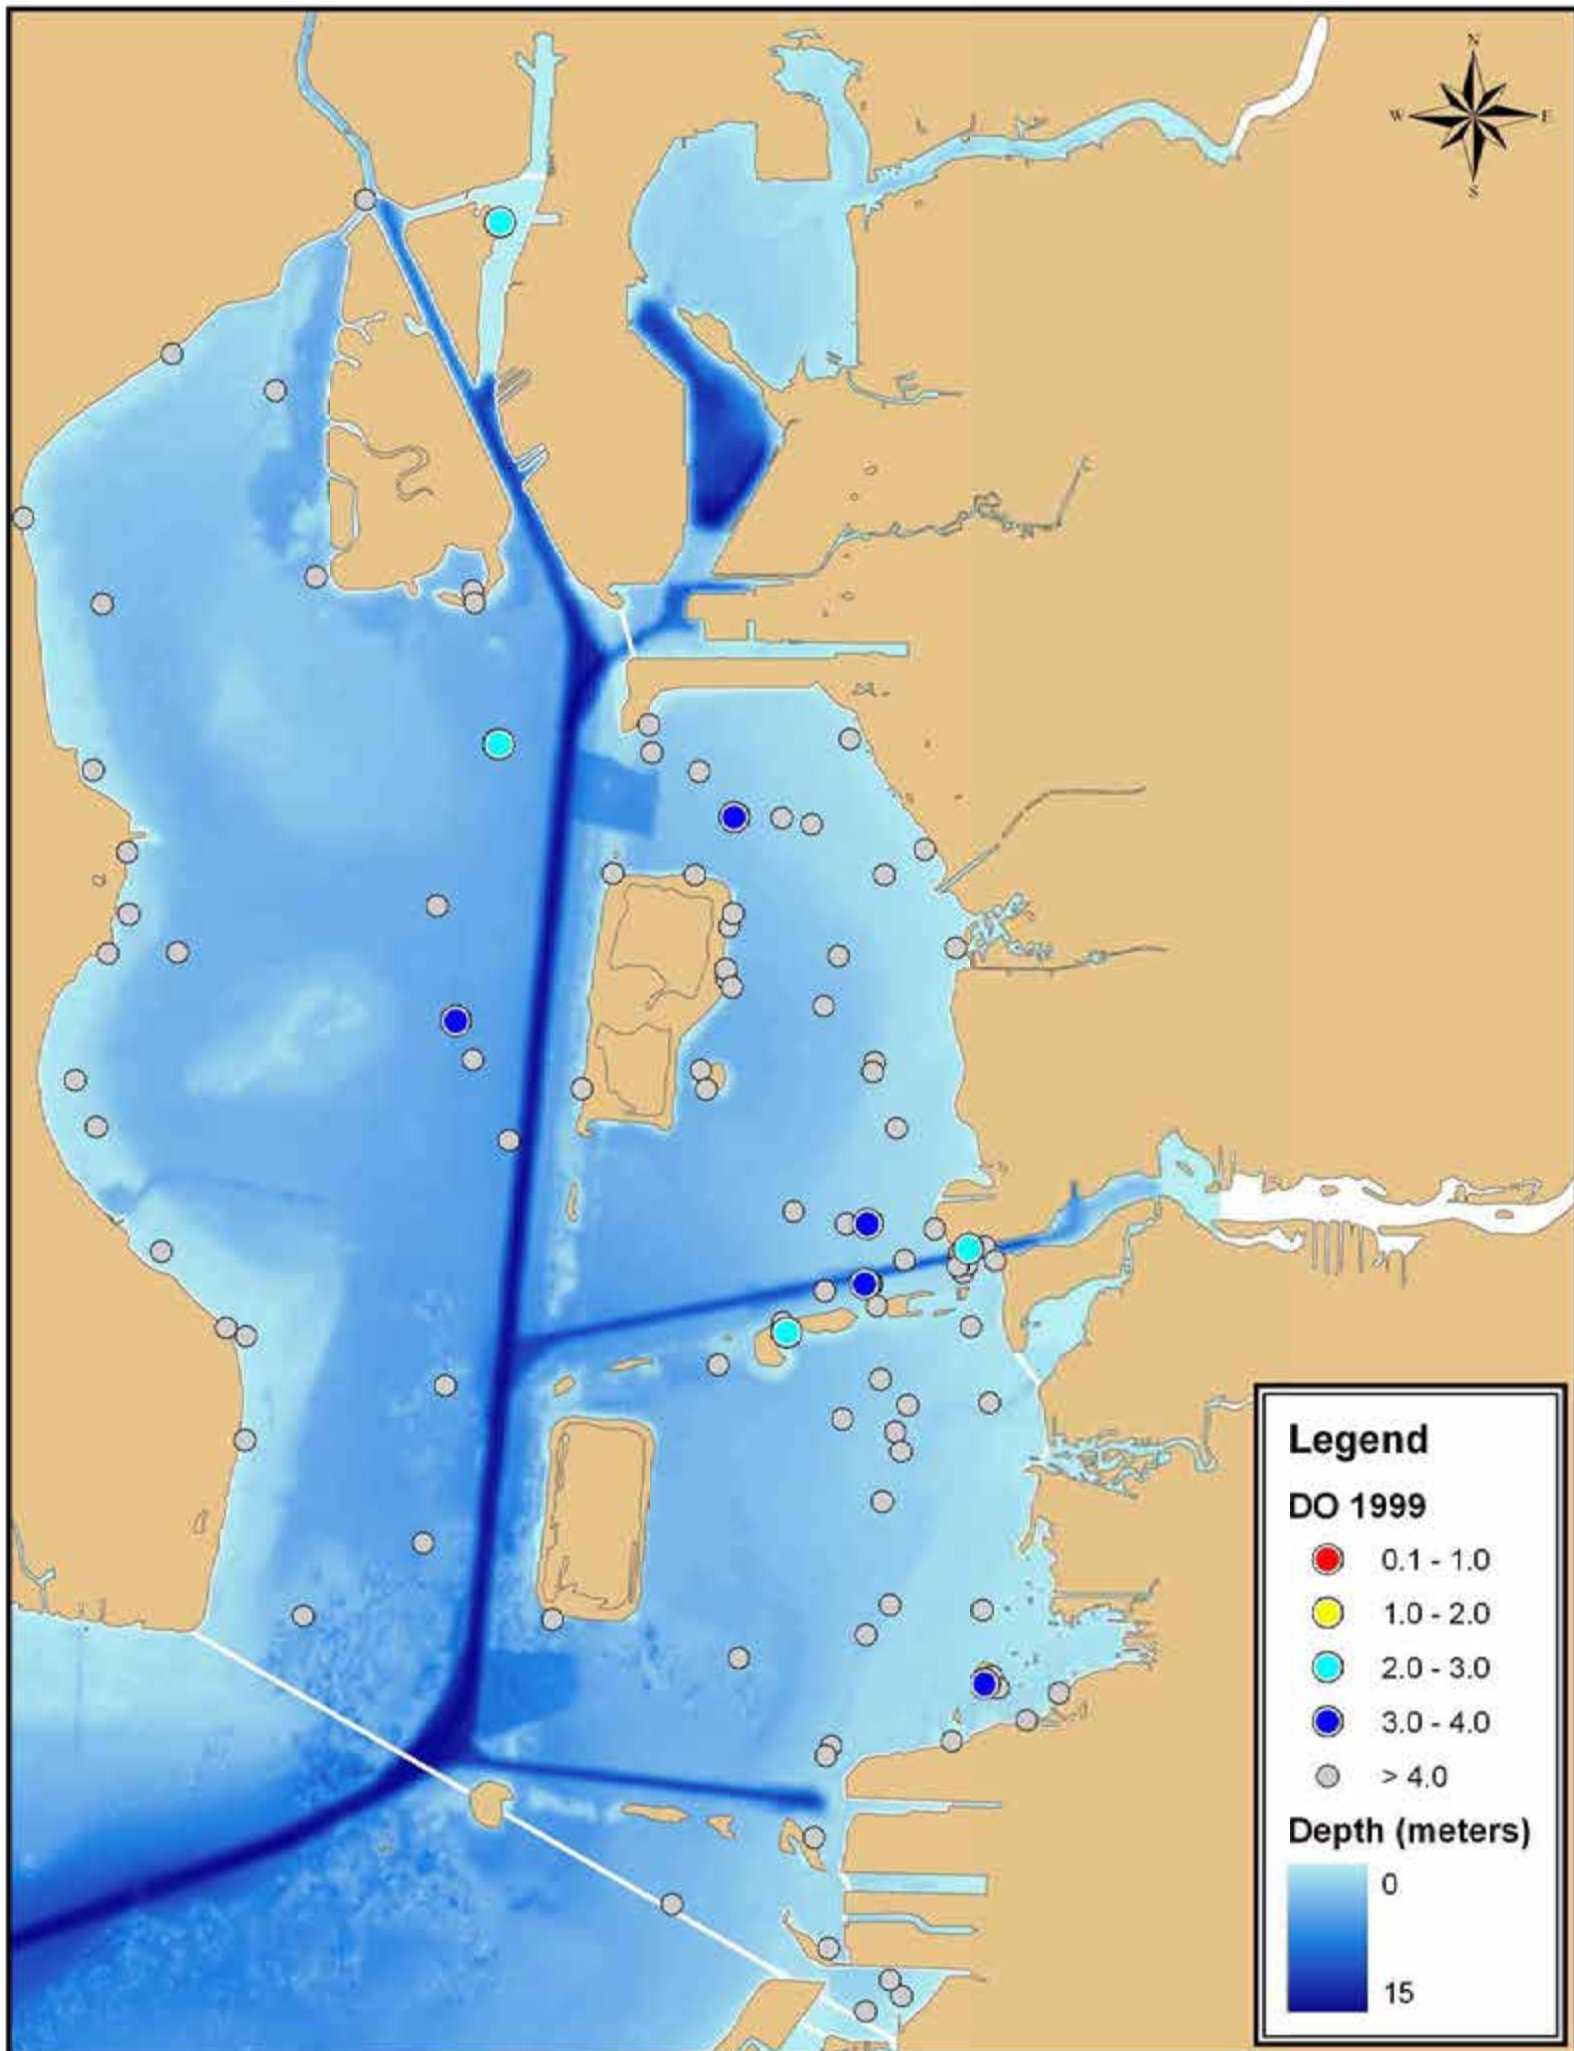 N
W E
S
Legend
DO 1999
0.1 - 1.0
1.0 - 2.0
2.0 - 3.0
3.0 - 4.0
> 4.0
Depth (meters)
0
15